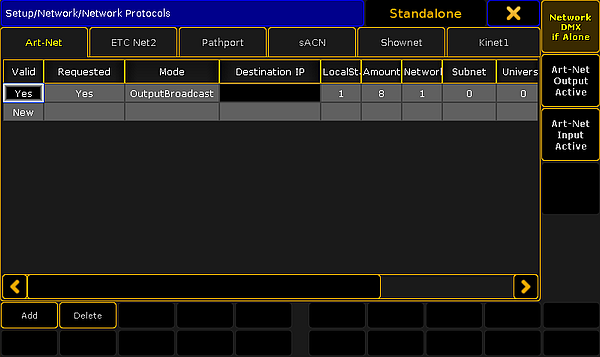 Setup/Network/Network Protocols Standalone
Network
DMX
if Alone
Art-Net ETC Net2 Pathport sACN Shownet Kinet1
Valid Requested Mode Destination IP LocalSt. Amount Network Subnet Univers
Yes Yes OutputBroadcast 1 8 1 0 0
New
Art-Net
Output
Active
Art-Net
Input
Active
Add Delete